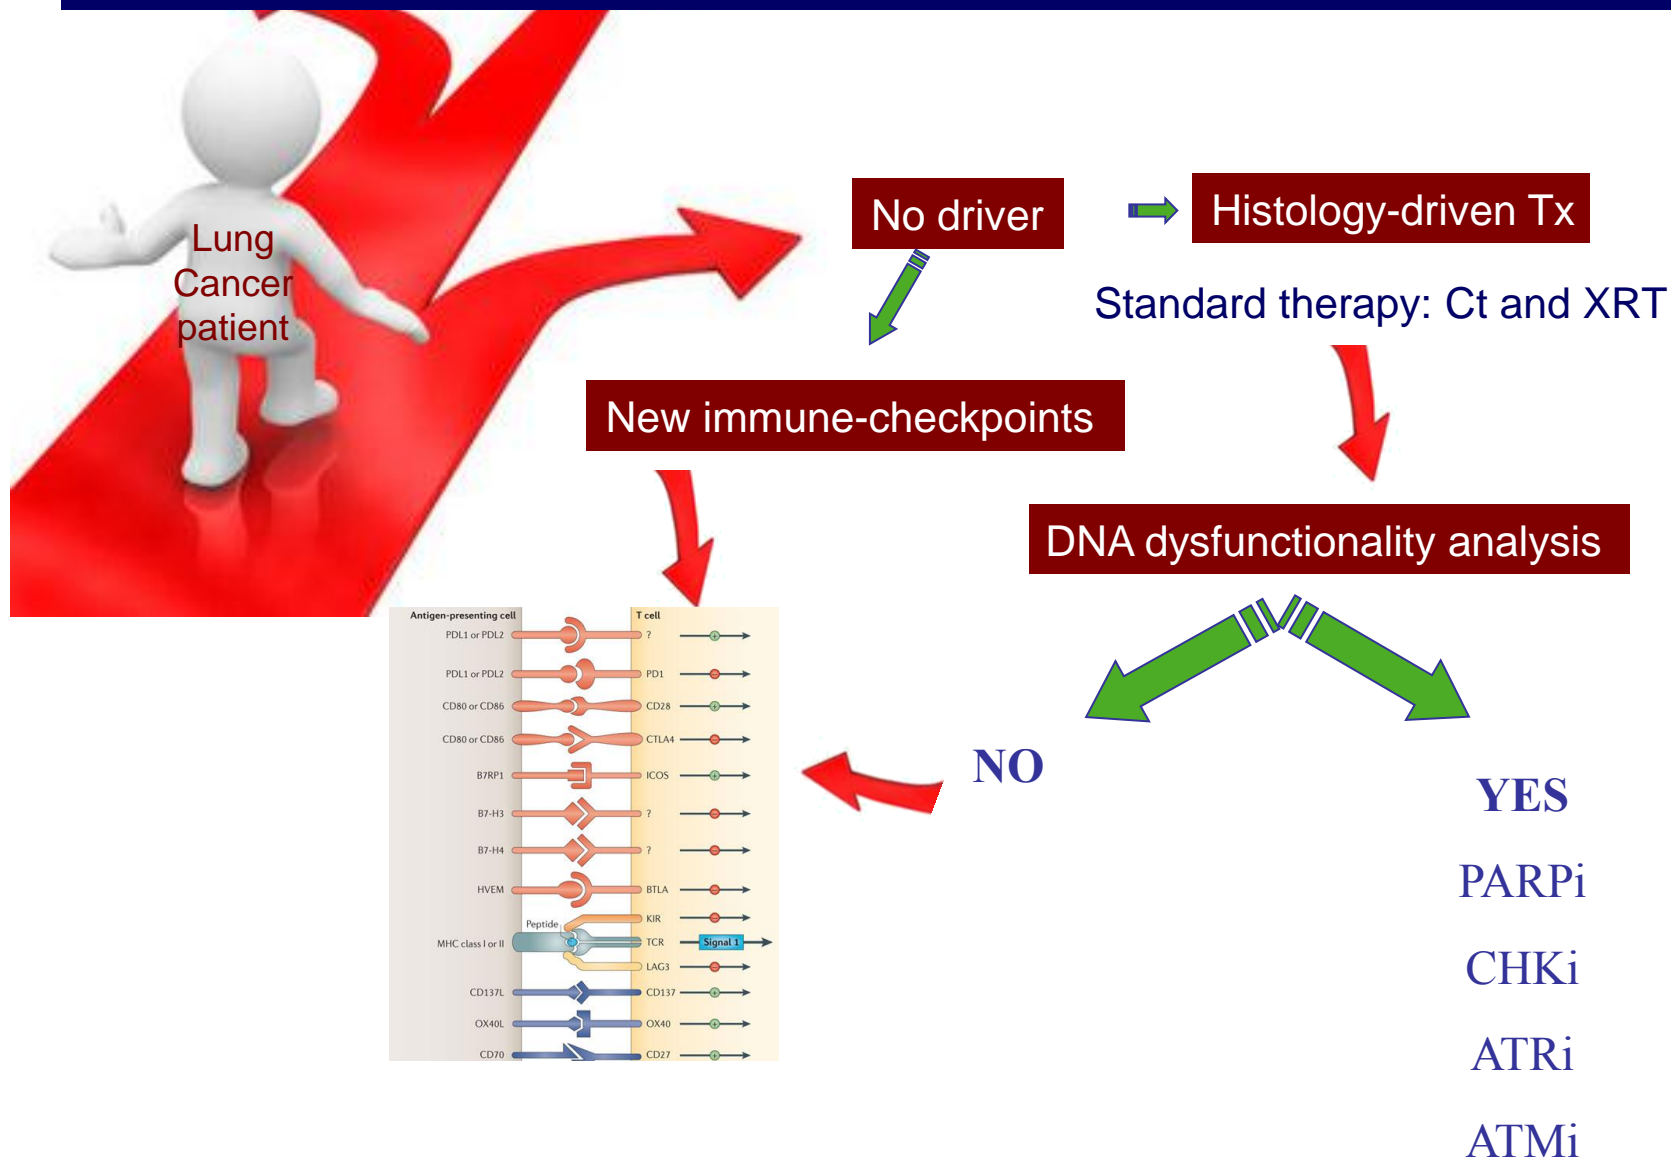 Lung
Cancer
patient
No driver
Histology-driven Tx
Standard therapy: Ct and XRT
New immune-checkpoints
DNA dysfunctionality analysis
NO
YES
PARPi
CHKi
ATRi
ATMi
Antigen-presenting cell T cell
PDL1 or PDL2 ? +
PDL1 or PDL2 PD1 –
CD80 or CD86 CD28 +
CD80 or CD86 CTLA4 –
B7RP1 ICOS +
B7-H3 ? –
B7-H4 ? –
HVEM BTLA –
KIR –
Peptide
MHC class I or II TCR Signal 1
LAG3 –
CD137L CD137 +
OX40L OX40 +
CD70 CD27 +